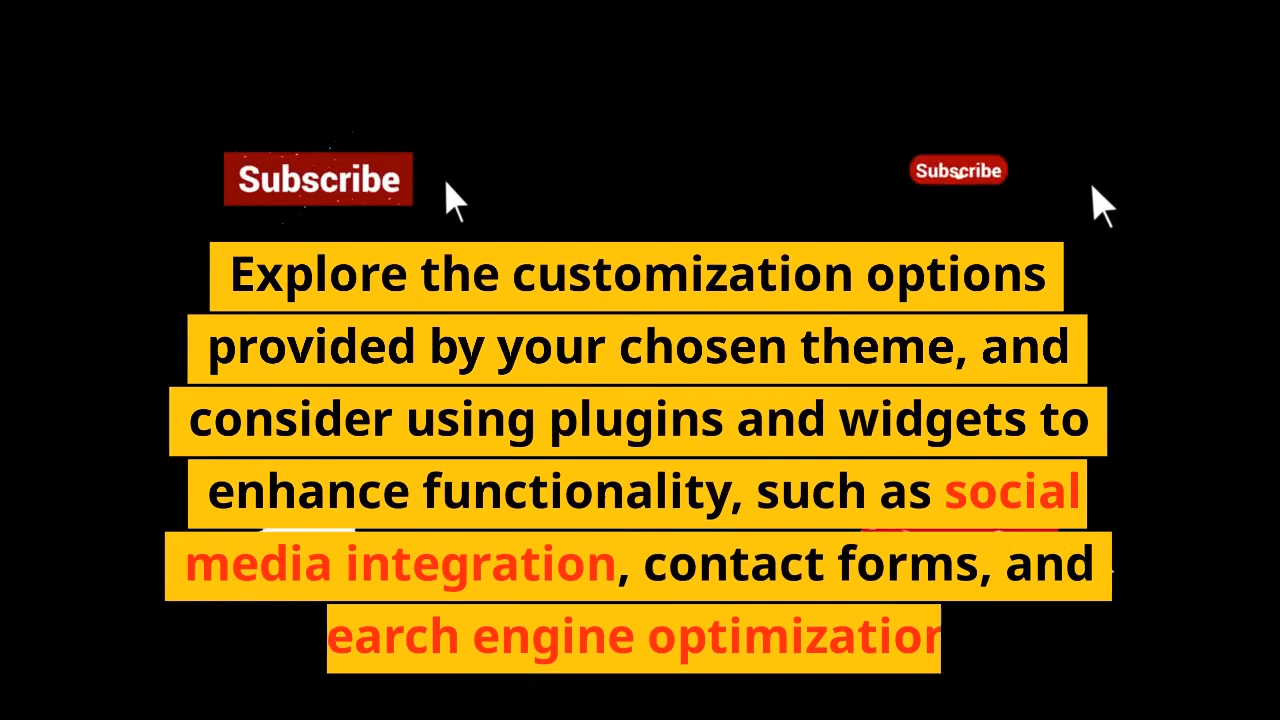 Subscribe Subscribe
Explore the customization options
provided by your chosen theme, and
consider using plugins and widgets to
enhance functionality, such as social
media integration, contact forms, and
earch engine optimization